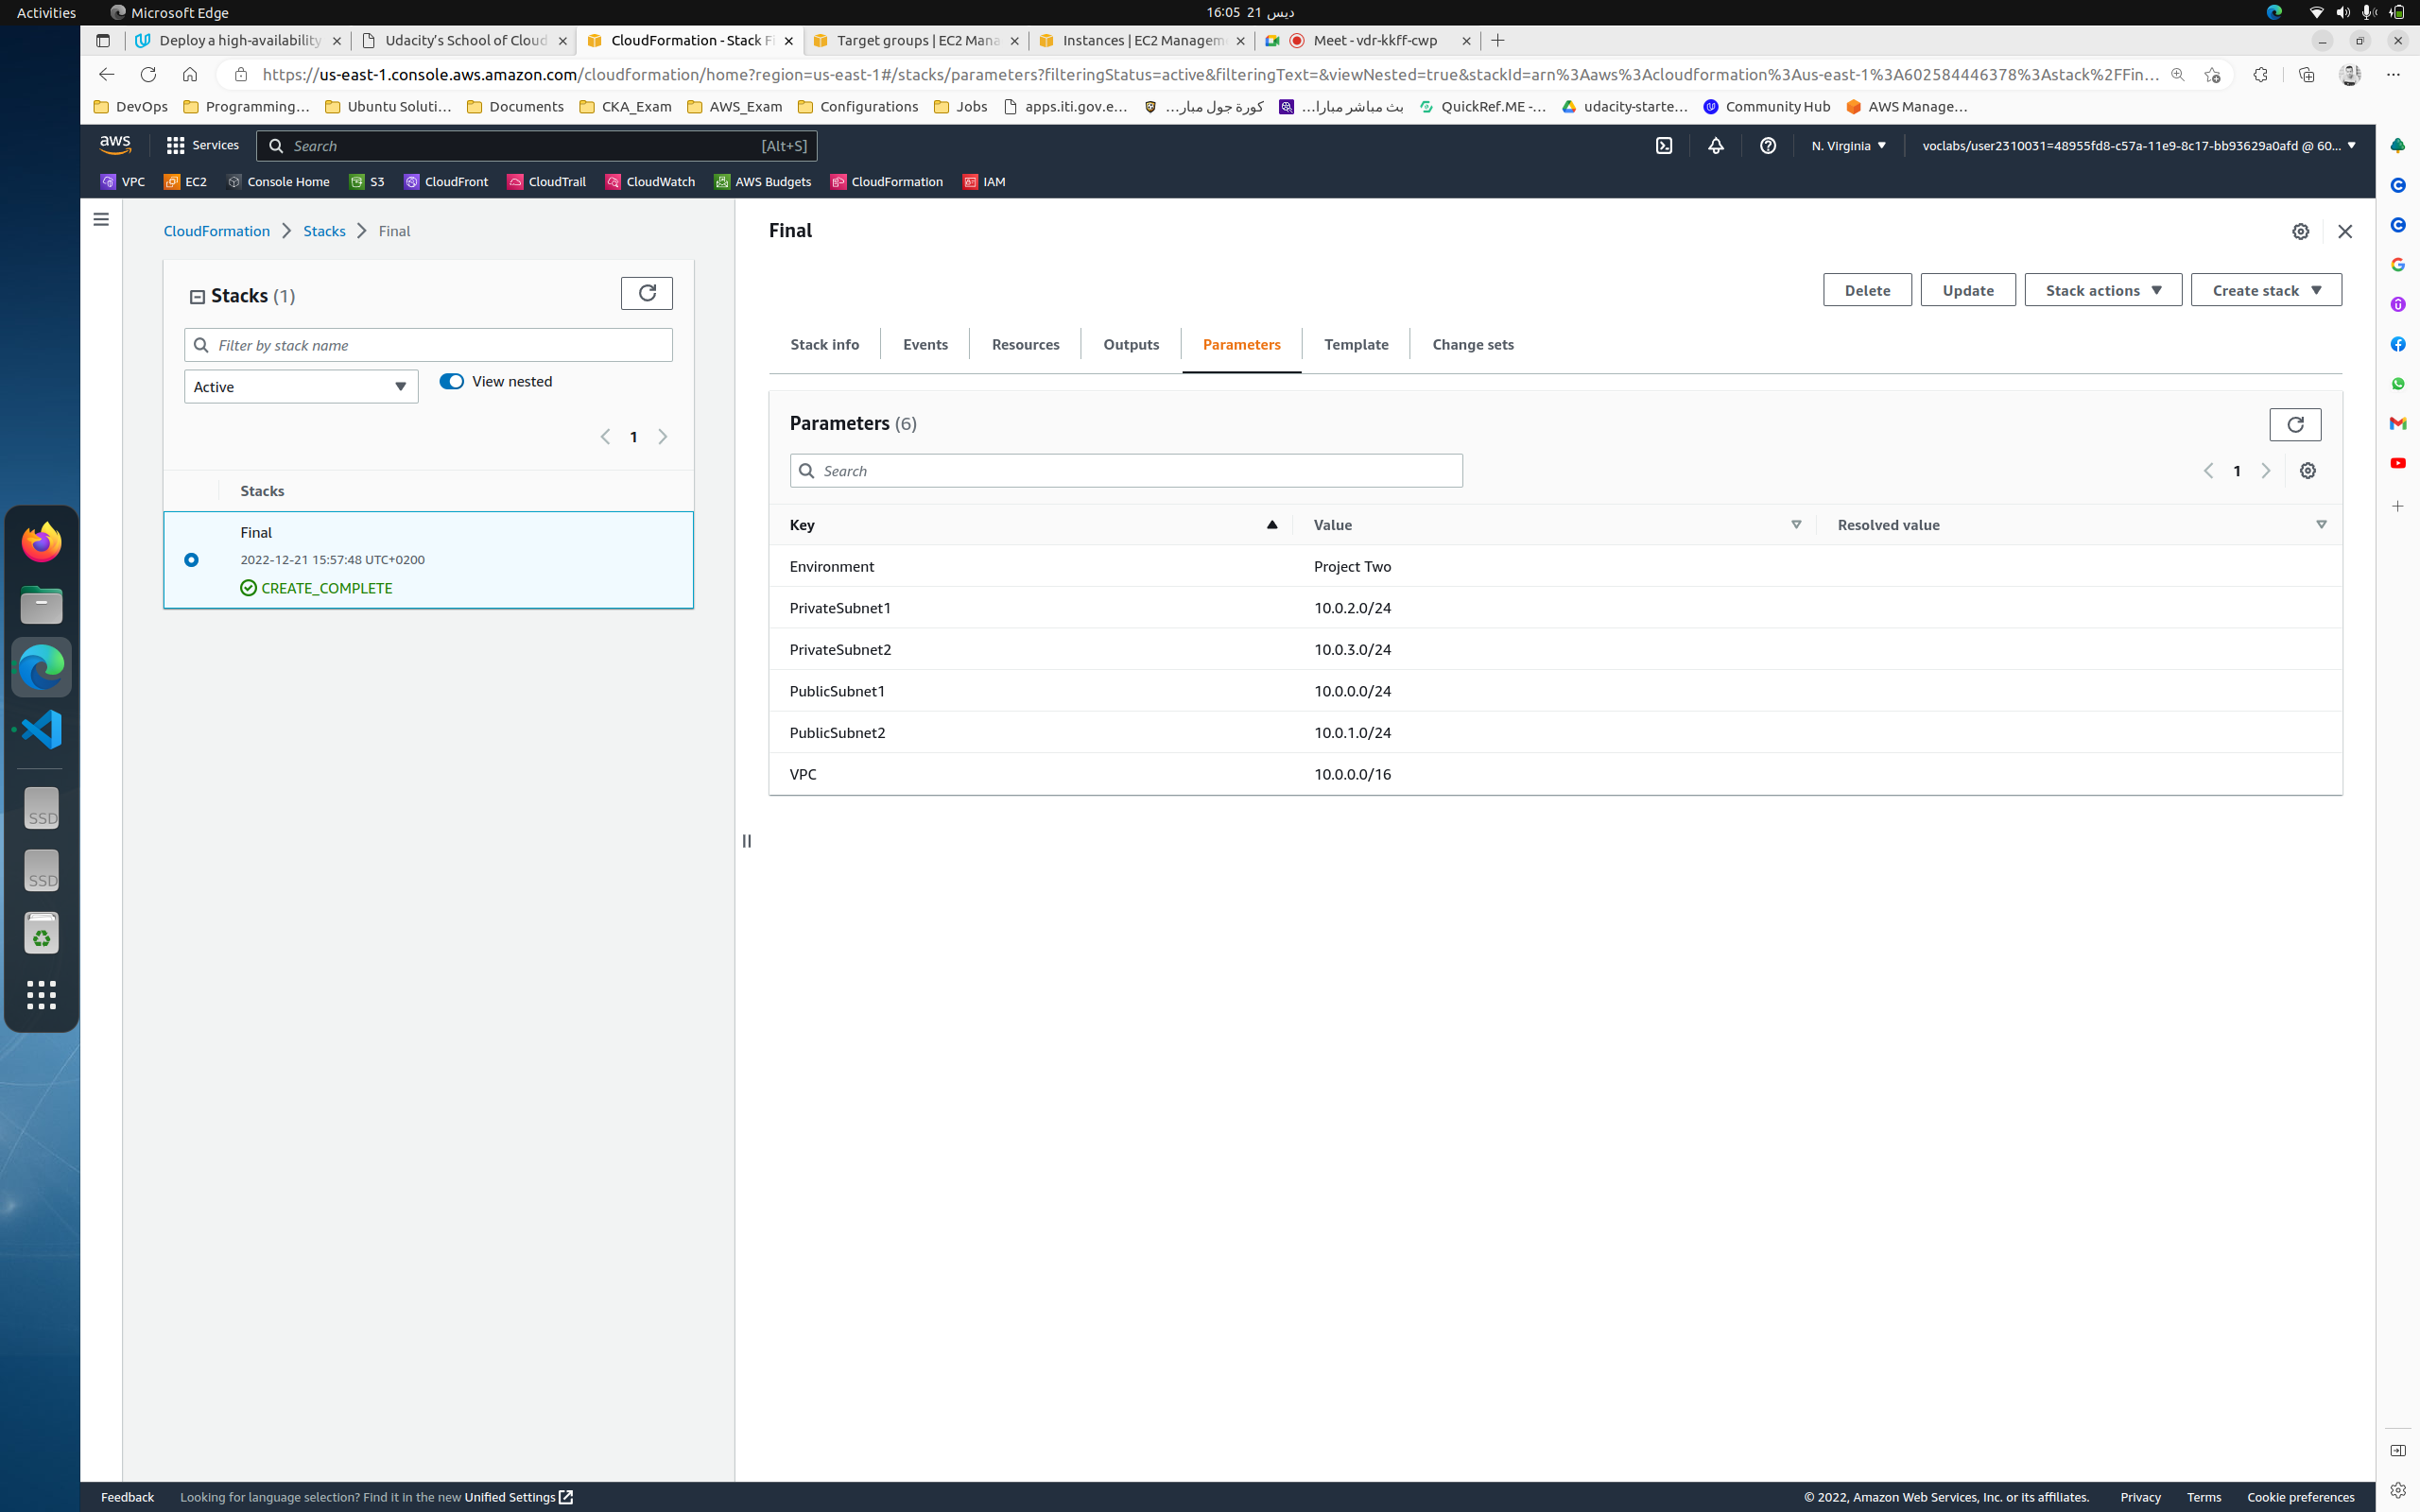 Activities
Microsoft Edge
16:05 21 ديس
Deploy a high-availability
Udacity’s School of Cloud
CloudFormation - Stack Fi
Target groups | EC2 Mana
Instances | EC2 Managem
Meet - vdr-kkff-cwp
https://us-east-1.console.aws.amazon.com/cloudformation/home?region=us-east-1#/stacks/parameters?filteringStatus=active&filteringText=&viewNested=true&stackId=arn%3Aaws%3Acloudformation%3Aus-east-1%3A602584446378%3Astack%2FFin...
DevOps
Programming...
Ubuntu Soluti...
Documents
CKA_Exam
AWS_Exam
Configurations
Jobs
apps.iti.gov.e...
كورة جول مبار...
بث مباشر مبارا...
QuickRef.ME -...
udacity-starte...
Community Hub
AWS Manage...
aws
Services
Search
[Alt+S]
N. Virginia
voclabs/user2310031=48955fd8-c57a-11e9-8c17-bb93629a0afd @ 60...
VPC
EC2
Console Home
S3
CloudFront
CloudTrail
CloudWatch
AWS Budgets
CloudFormation
IAM
CloudFormation
Stacks
Final
Stacks (1)
Filter by stack name
Active
View nested
1
Stacks
Final
2022-12-21 15:57:48 UTC+0200
CREATE_COMPLETE
Final
Delete
Update
Stack actions
Create stack
Stack info
Events
Resources
Outputs
Parameters
Template
Change sets
Parameters (6)
Search
1
Key
Value
Resolved value
Environment
Project Two
PrivateSubnet1
10.0.2.0/24
PrivateSubnet2
10.0.3.0/24
PublicSubnet1
10.0.0.0/24
PublicSubnet2
10.0.1.0/24
VPC
10.0.0.0/16
SSD
SSD
Feedback
Looking for language selection? Find it in the new Unified Settings
© 2022, Amazon Web Services, Inc. or its affiliates.
Privacy
Terms
Cookie preferences